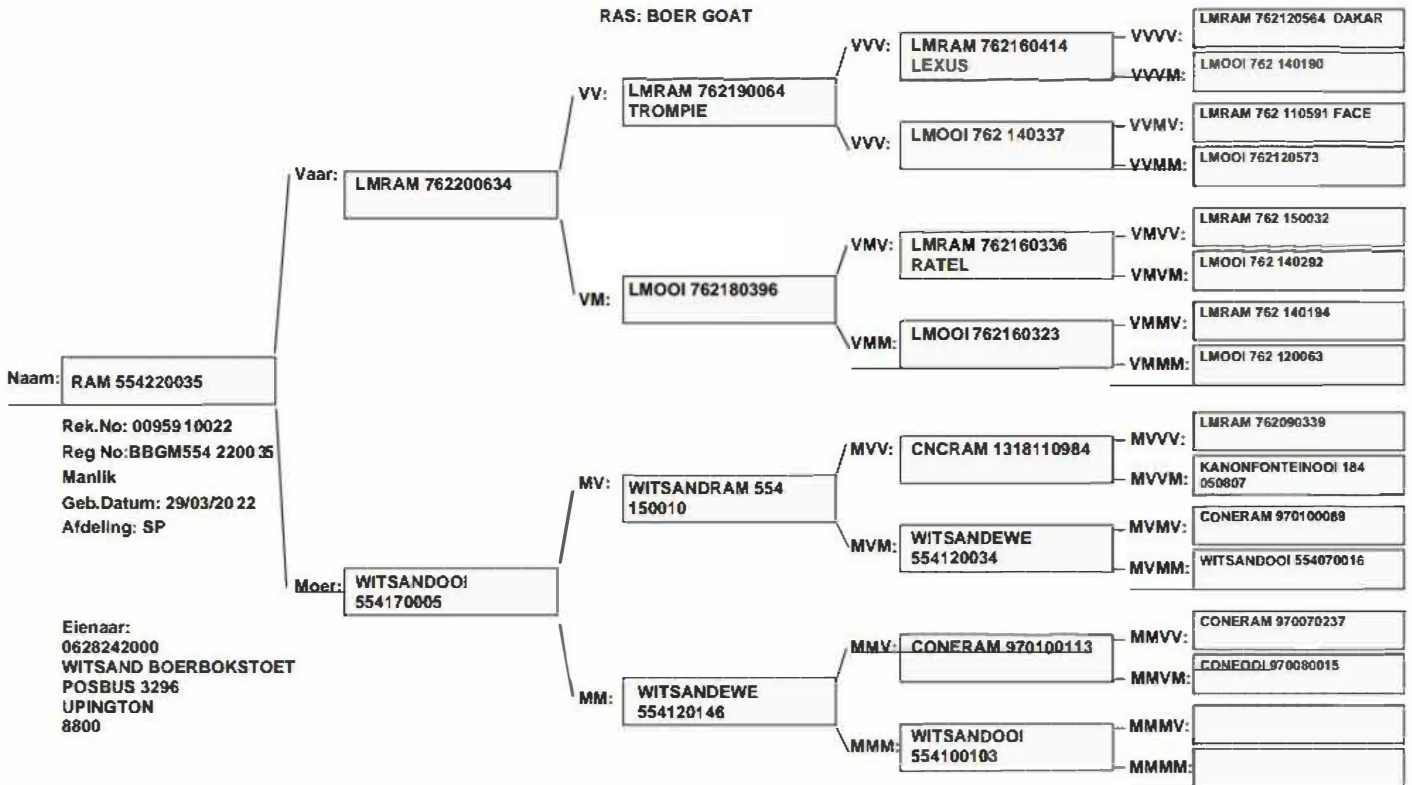 RAS: BOER GOAT
Naam: RAM 554220035
Rek.No: 0095910022
Reg No:BBGM554 220035
Manlik
Geb.Datum: 29/03/2022
Afdeling: SP
Eienaar:
0628242000
WITSAND BOERBOKSTOET
POSBUS 3296
UPINGTON
8800
Vaar: LMRAM 762200634
Moer: WITSANDOOI
554170005
VV: LMRAM 762190064
TROMPIE
VM: LMOOI 762180396
MV: WITSANDRAM 554
150010
MM: WITSANDEWE
554120146
VVV: LMRAM 762160414
LEXUS
VVV: LMOOI 762 140337
VMV: LMRAM 762160336
RATEL
VMM: LMOOI 762160323
MVV: CNCRAM 1318110984
MVM: WITSANDEWE
554120034
MMV: CONERAM 970100113
MMM: WITSANDOOI
554100103
VVVV: LMRAM 762120564 DAKAR
VVVM: LMOOI 762 140190
VVMV: LMRAM 762 110591 FACE
VVMM: LMOOI 762120573
VMVV: LMRAM 762 150032
VMVM: LMOOI 762 140292
VMMV: LMRAM 762 140194
VMMM: LMOOI 762 120063
MVVV: LMRAM 762090339
MVVM: KANONFONTEINOOI 184
050807
MVMV: CONERAM 970100069
MVMM: WITSANDOOI 554070016
MMVV: CONERAM 970070237
MMVM: CONEOOI 970080015
MMMV:
MMMM: